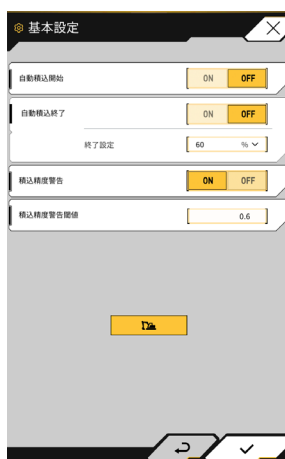 基本設定
自動積込開始 ON OFF
自動積込終了 ON OFF
終了設定 60 %
積込精度警告 ON OFF
積込精度警告閾値 0.6